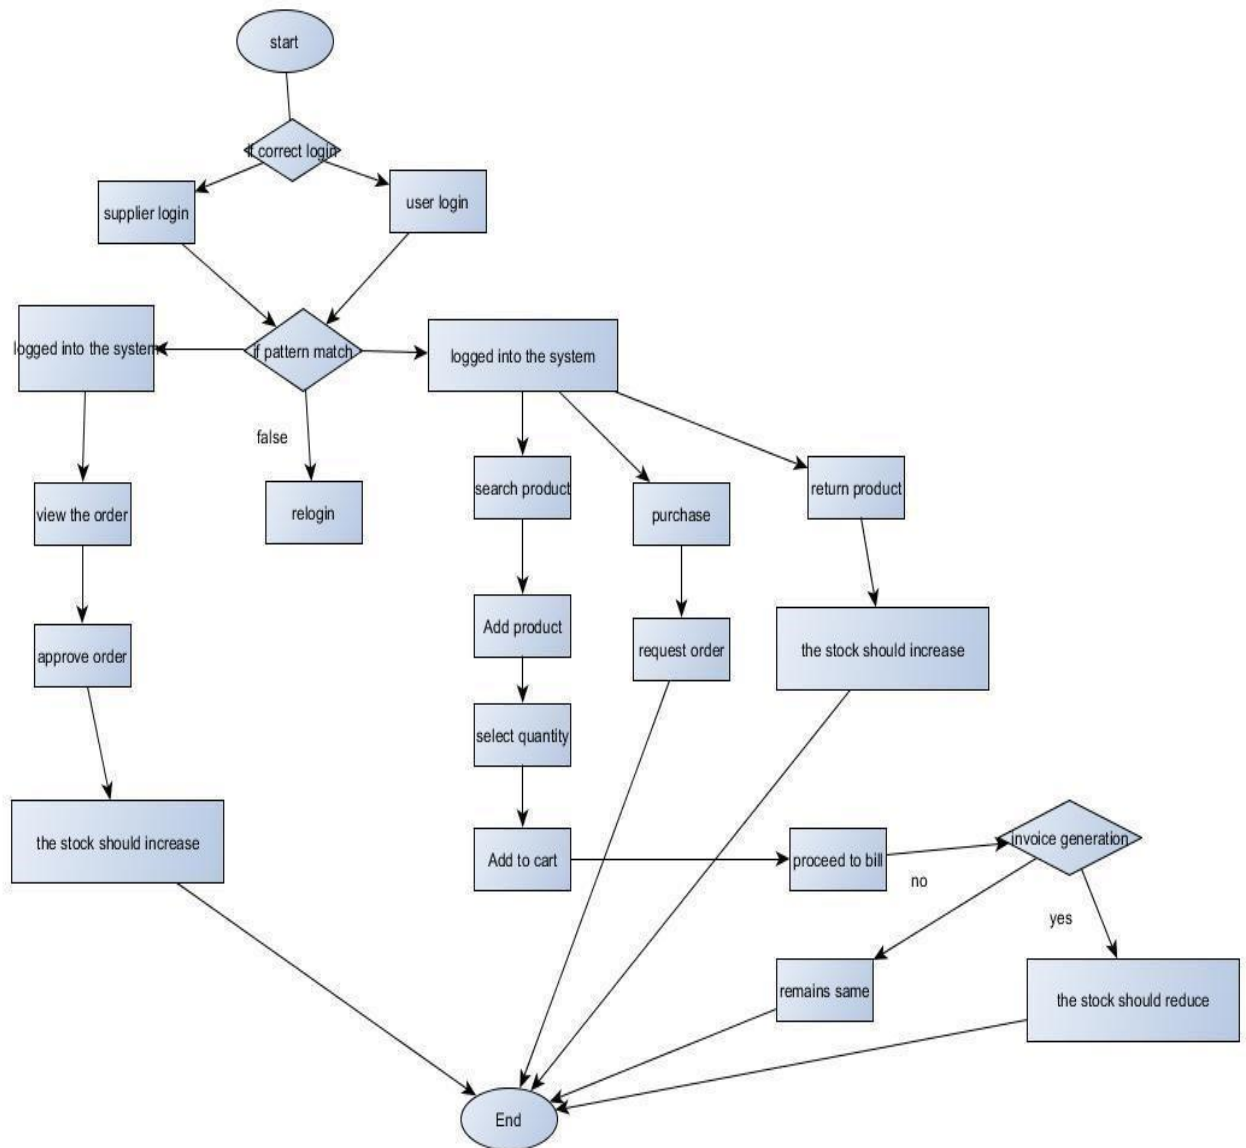 start
if correct login
supplier login
user login
logged into the system
if pattern match
logged into the system
false
view the order
relogin
search product
purchase
return product
approve order
Add product
request order
the stock should increase
select quantity
the stock should increase
Add to cart
proceed to bill
invoice generation
no
yes
remains same
the stock should reduce
End